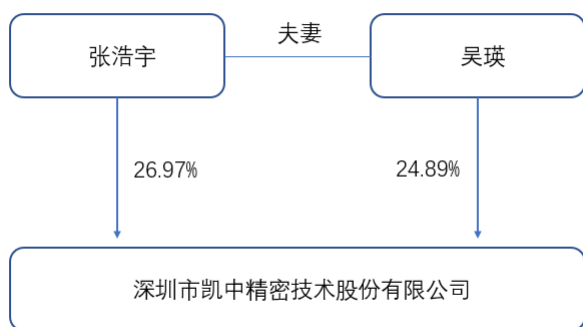 夫妻
张浩宇
吴瑛
26.97%
24.89%
深圳市凯中精密技术股份有限公司